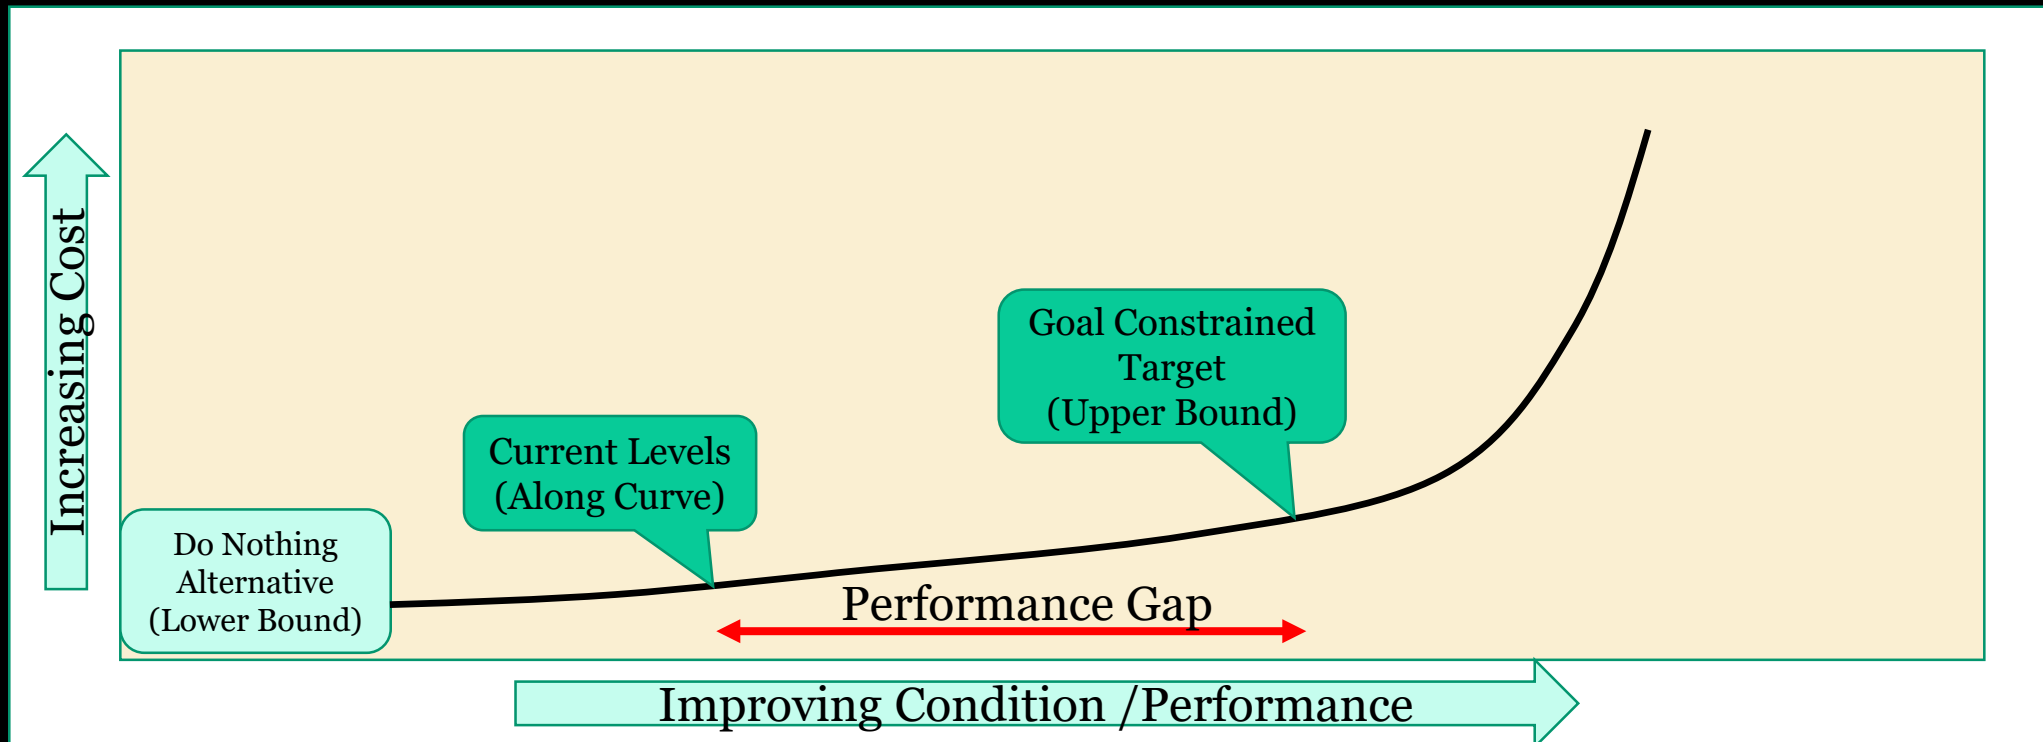 Increasing Cost
Do Nothing
Alternative
(Lower Bound)
Current Levels
(Along Curve)
Goal Constrained
Target
(Upper Bound)
Performance Gap
Improving Condition /Performance